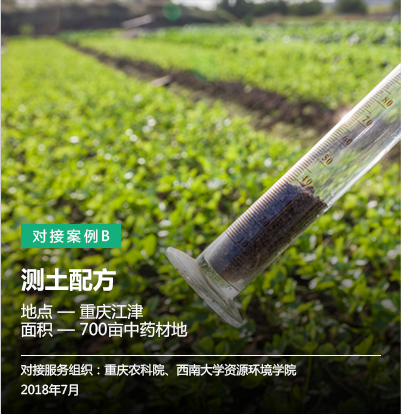 对接案例B
测土配方
地点 — 重庆江津
面积 — 700亩中药材地
对接服务组织：重庆农科院、西南大学资源环境学院
2018年7月